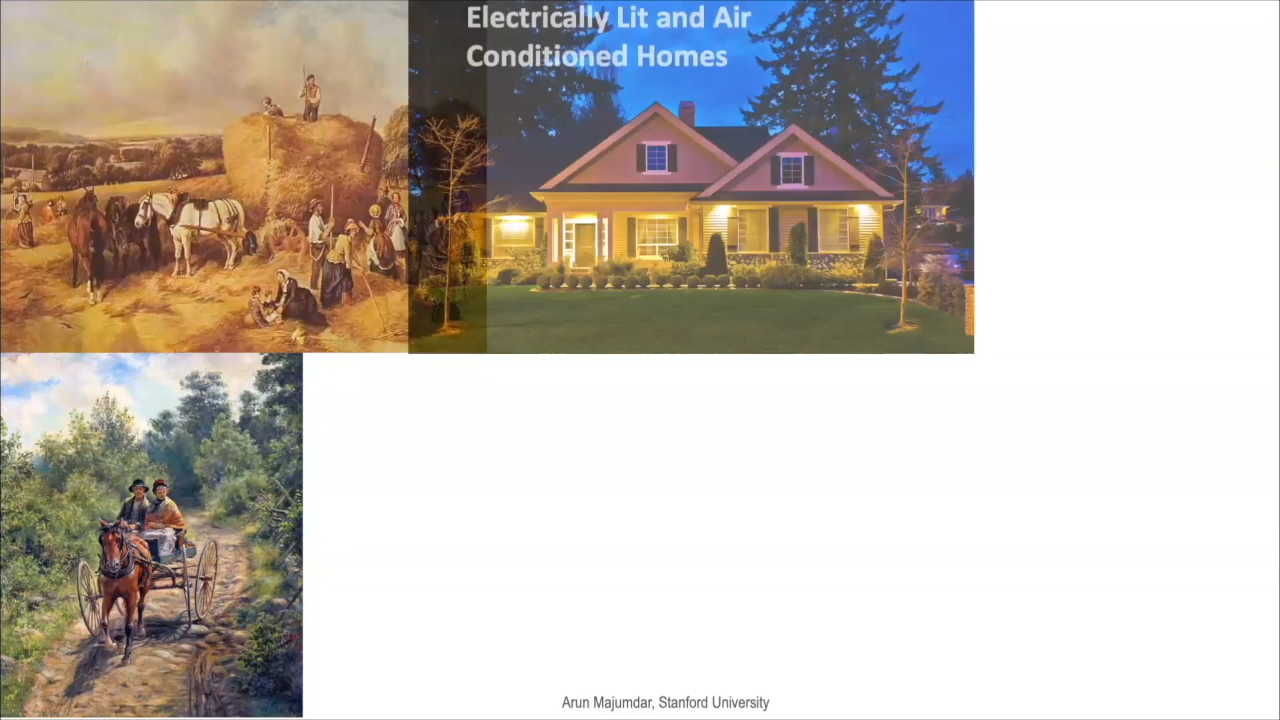 Electrically Lit and Air
Conditioned Homes
Arun Majumdar, Stanford University